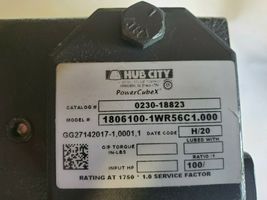 HUB CITY
PowerCubeX
CATALOG # 0230-18823
MODEL # 1806100-1WR56C1.000
GG27142017-1,0001,1 DATE CODE H/20
O/P TORQUE IN-LBS LUBED WITH
INPUT HP RATIO :1 100/
RATING AT 1750 * 1.0 SERVICE FACTOR